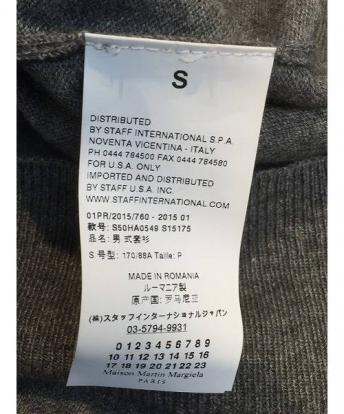 S
DISTRIBUTED
BY STAFF INTERNATIONAL S.P.A.
NOVENTA VICENTINA - ITALY
PH 0444 784500 FAX 0444 784580
FOR U.S.A. ONLY
IMPORTED AND DISTRIBUTED
BY STAFF U.S.A. INC.
WWW.STAFFINTERNATIONAL.COM
01PR/2015/760 - 2015 01
款号: S50HA0549 S15175
品名: 男 式套衫
S 号型: 170/88A Taille: P
MADE IN ROMANIA
ルーマニア製
原产国: 罗马尼亚
(株)スタッフインターナショナルジャパン
03-5794-9931
0 1 2 3 4 5 6 7 8 9
10 11 12 13 14 15 16
17 18 19 20 21 22 23
Maison Martin Margiela
PARIS